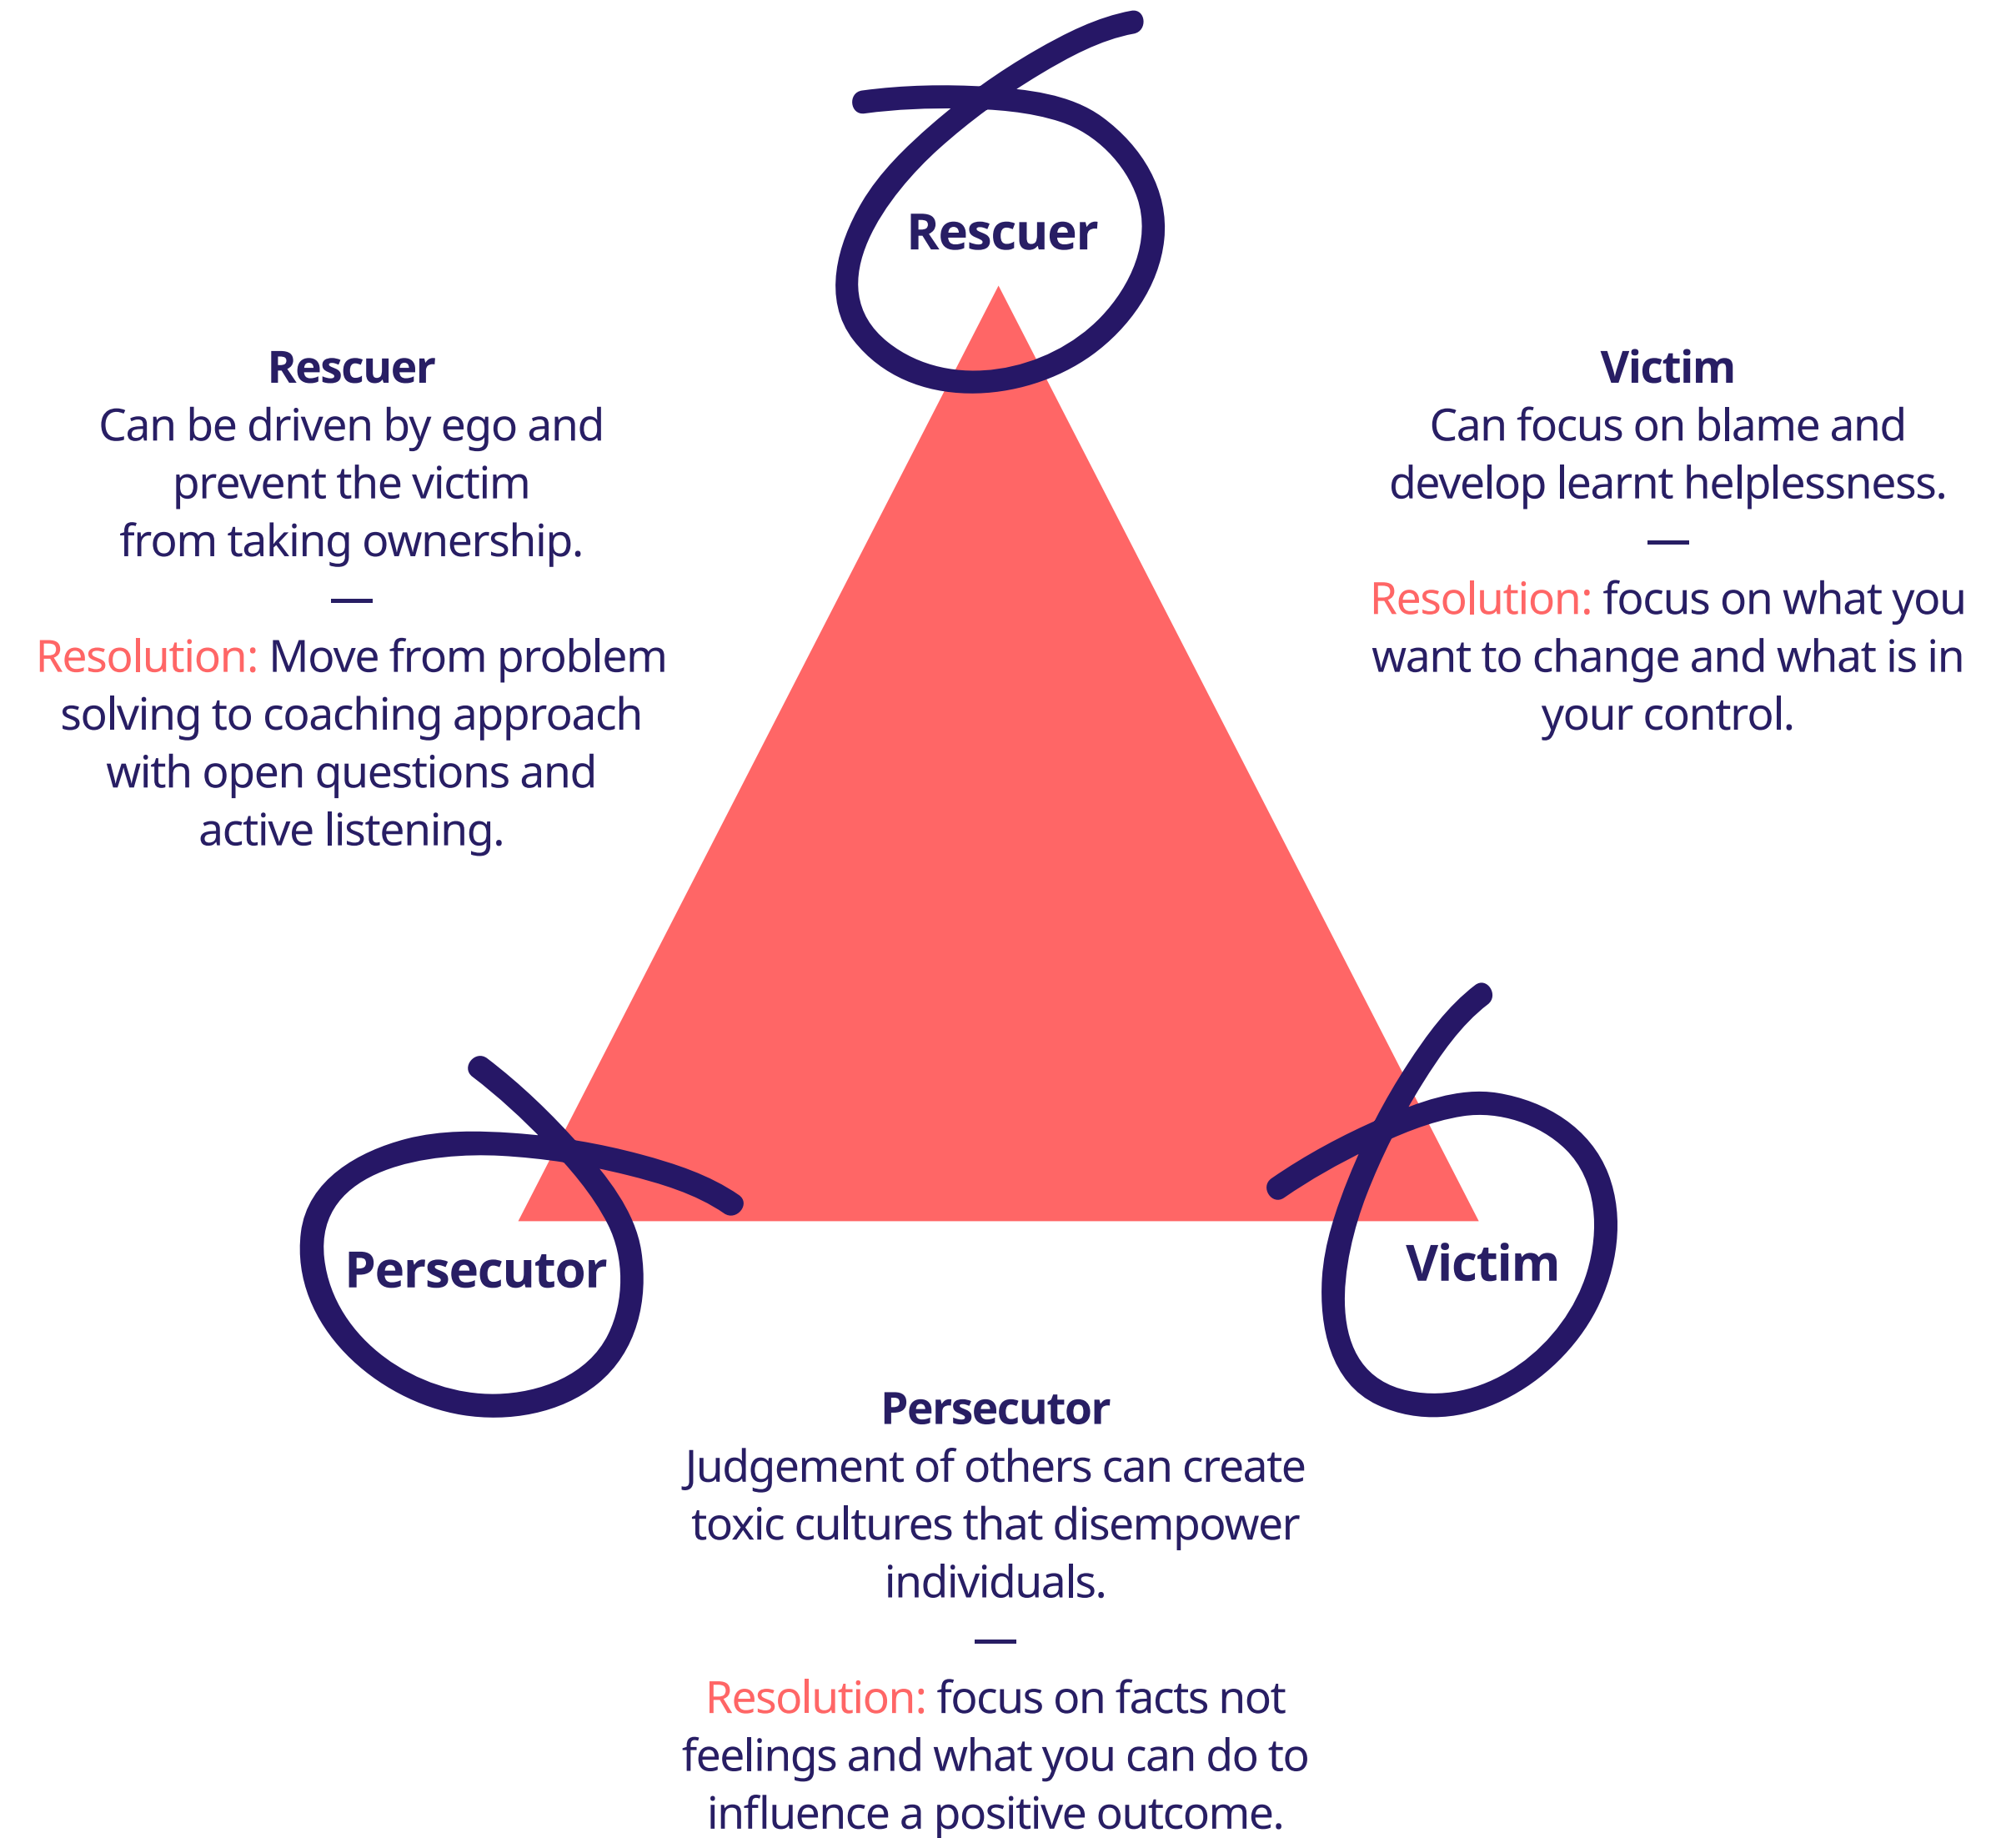 Rescuer
Rescuer
Can be driven by ego and
prevent the victim
from taking ownership.
—
Resolution: Move from problem
solving to coaching approach
with open questions and
active listening.
Victim
Can focus on blame and
develop learnt helplessness.
—
Resolution: focus on what you
want to change and what is in
your control.
Persecutor
Victim
Persecutor
Judgement of others can create
toxic cultures that disempower
individuals.
—
Resolution: focus on facts not
feelings and what you can do to
influence a positive outcome.